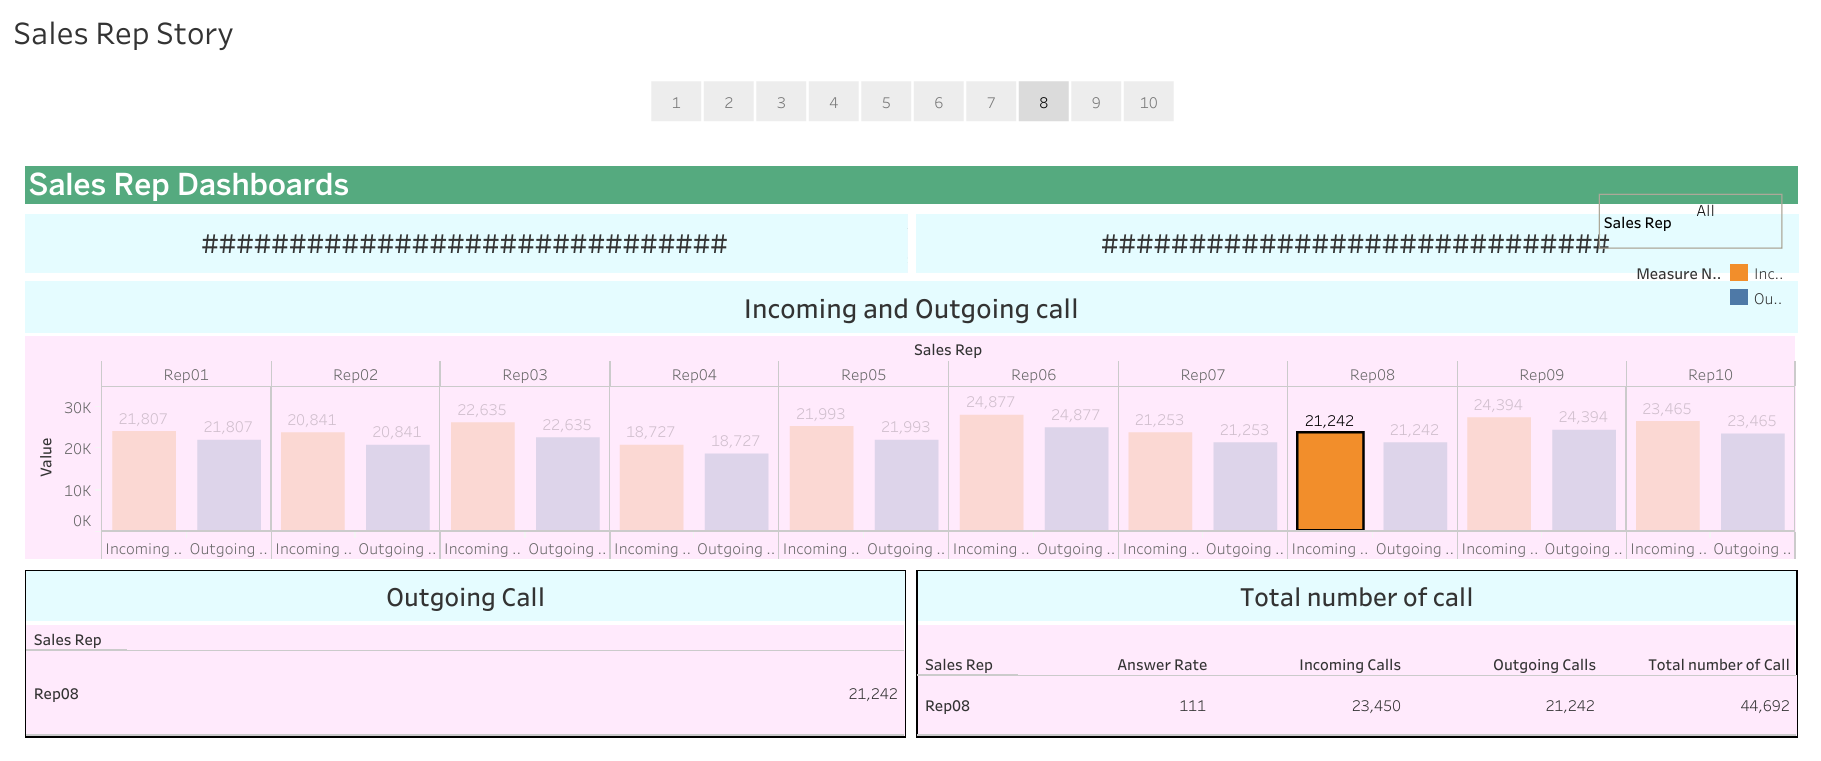 Sales Rep Story
1 2 3 4 5 6 7 8 9 10
Sales Rep Dashboards
All
Sales Rep
############################## #############################
Measure N.. Inc..
Ou..
Incoming and Outgoing call
Sales Rep
Rep01 Rep02 Rep03 Rep04 Rep05 Rep06 Rep07 Rep08 Rep09 Rep10
Value
30K
20K
10K
0K
21,807 21,807 20,841 20,841 22,635 22,635 18,727 18,727 21,993 21,993 24,877 24,877 21,253 21,253 21,242 21,242 24,394 24,394 23,465 23,465
Incoming .. Outgoing .. Incoming .. Outgoing .. Incoming .. Outgoing .. Incoming .. Outgoing .. Incoming .. Outgoing .. Incoming .. Outgoing .. Incoming .. Outgoing .. Incoming .. Outgoing .. Incoming .. Outgoing .. Incoming .. Outgoing ..
Outgoing Call
Sales Rep
Rep08 21,242
Total number of call
Sales Rep Answer Rate Incoming Calls Outgoing Calls Total number of Call
Rep08 111 23,450 21,242 44,692